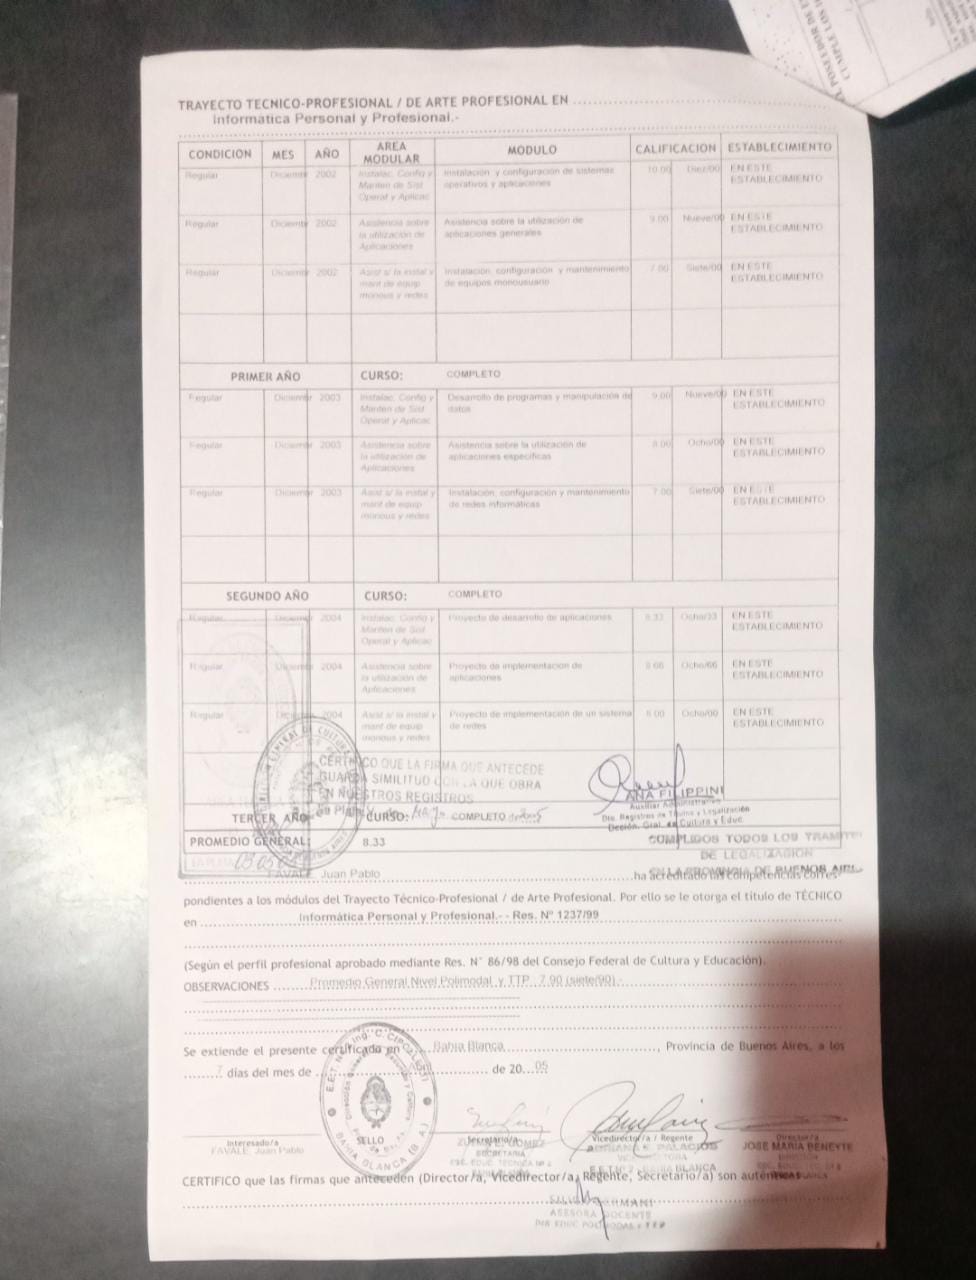 EL POSEEDOR DE E
CUMPLE LOS
TRAYECTO TECNICO-PROFESIONAL / DE ARTE PROFESIONAL EN
Informática Personal y Profesional.-
CONDICION MES AÑO AREA MODULAR MODULO CALIFICACION ESTABLECIMIENTO
Regular Diciembre 2002 Instalac, Config y Instalación y configuración de sistemas 10.00 Diez/00 EN ESTE
Manten de Sist operativos y aplicaciones ESTABLECIMIENTO
Operat y Aplicac
Regular Diciembre 2002 Asistencia sobre Asistencia sobre la utilización de 9.00 Nueve/00 EN ESTE
la utilización de aplicaciones generales ESTABLECIMIENTO
Aplicaciones
Regular Diciemb 2002 Asist s/ la instal y Instalación, configuración y mantenimiento 7.00 Siete/00 EN ESTE
mant de equip de equipos monousuario ESTABLECIMIENTO
monous y redes
PRIMER AÑO CURSO: COMPLETO
Regular Diciembr 2003 Instalac, Config y Desarrollo de programas y manipulación de 9.00 Nueve/00 EN ESTE
Manten de Sist datos ESTABLECIMIENTO
Operat y Aplicac
Regular Diciembr 2003 Asistencia sobre Asistencia sobre la utilización de 8.00 Ocho/00 EN ESTE
la utilización de aplicaciones específicas ESTABLECIMIENTO
Aplicaciones
Regular Diciembr 2003 Asist s/ la instal y Instalación, configuración y mantenimiento 7.00 Siete/00 EN ESTE
mant de equip de redes informáticas ESTABLECIMIENTO
monous y redes
SEGUNDO AÑO CURSO: COMPLETO
Regular Diciembre 2004 Instalac, Config y Proyecto de desarrollo de aplicaciones 8.33 Ocho/33 EN ESTE
Manten de Sist ESTABLECIMIENTO
Operat y Aplicac
Regular Diciembre 2004 Asistencia sobre Proyecto de implementación de 8.66 Ocho/66 EN ESTE
la utilización de aplicaciones ESTABLECIMIENTO
Aplicaciones
Regular Diciembre 2004 Asist s/ la instal y Proyecto de implementación de un sistema 8.00 Ocho/00 EN ESTE
mant de equip de redes ESTABLECIMIENTO
monous y redes
CERTIFICO QUE LA FIRMA QUE ANTECEDE
GUARDA SIMILITUD CON LA QUE OBRA
EN NUESTROS REGISTROS
ANA FILIPPINI
Auxiliar Administrativo
Dto. Registros de Títulos y Legalización
Dección. Gral. de Cultura y Educ.
TERCER AÑO CURSO: COMPLETO
PROMEDIO GENERAL: 8.33
CUMPLIDOS TODOS LOS TRAMITES
DE LEGALIZACION
EN LA PROVINCIA DE BUENOS AIRES
FAVALE, Juan Pablo ha acreditado las competencias corres-
pondientes a los módulos del Trayecto Técnico-Profesional / de Arte Profesional. Por ello se le otorga el título de TÉCNICO
en Informática Personal y Profesional.- - Res. Nº 1237/99
(Según el perfil profesional aprobado mediante Res. N° 86/98 del Consejo Federal de Cultura y Educación).
OBSERVACIONES Promedio General Nivel Polimodal y TTP 7.90 (siete/90).-
Se extiende el presente certificado en Bahía Blanca, Provincia de Buenos Aires, a los
7 días del mes de de 20 05
BAHIA BLANCA (B. A.)
Interesado/a SELLO Secretario/a Vicedirector/a / Regente Director/a
FAVALE, Juan Pablo GOMEZ ADRIANA E. PALACIOS JOSE MARIA BENEYTE
SECRETARIA VICEDIRECTORA DIRECTOR
CERTIFICO que las firmas que anteceden (Director/a, Vicedirector/a, Regente, Secretario/a) son auténticas
ASESORA DOCENTE